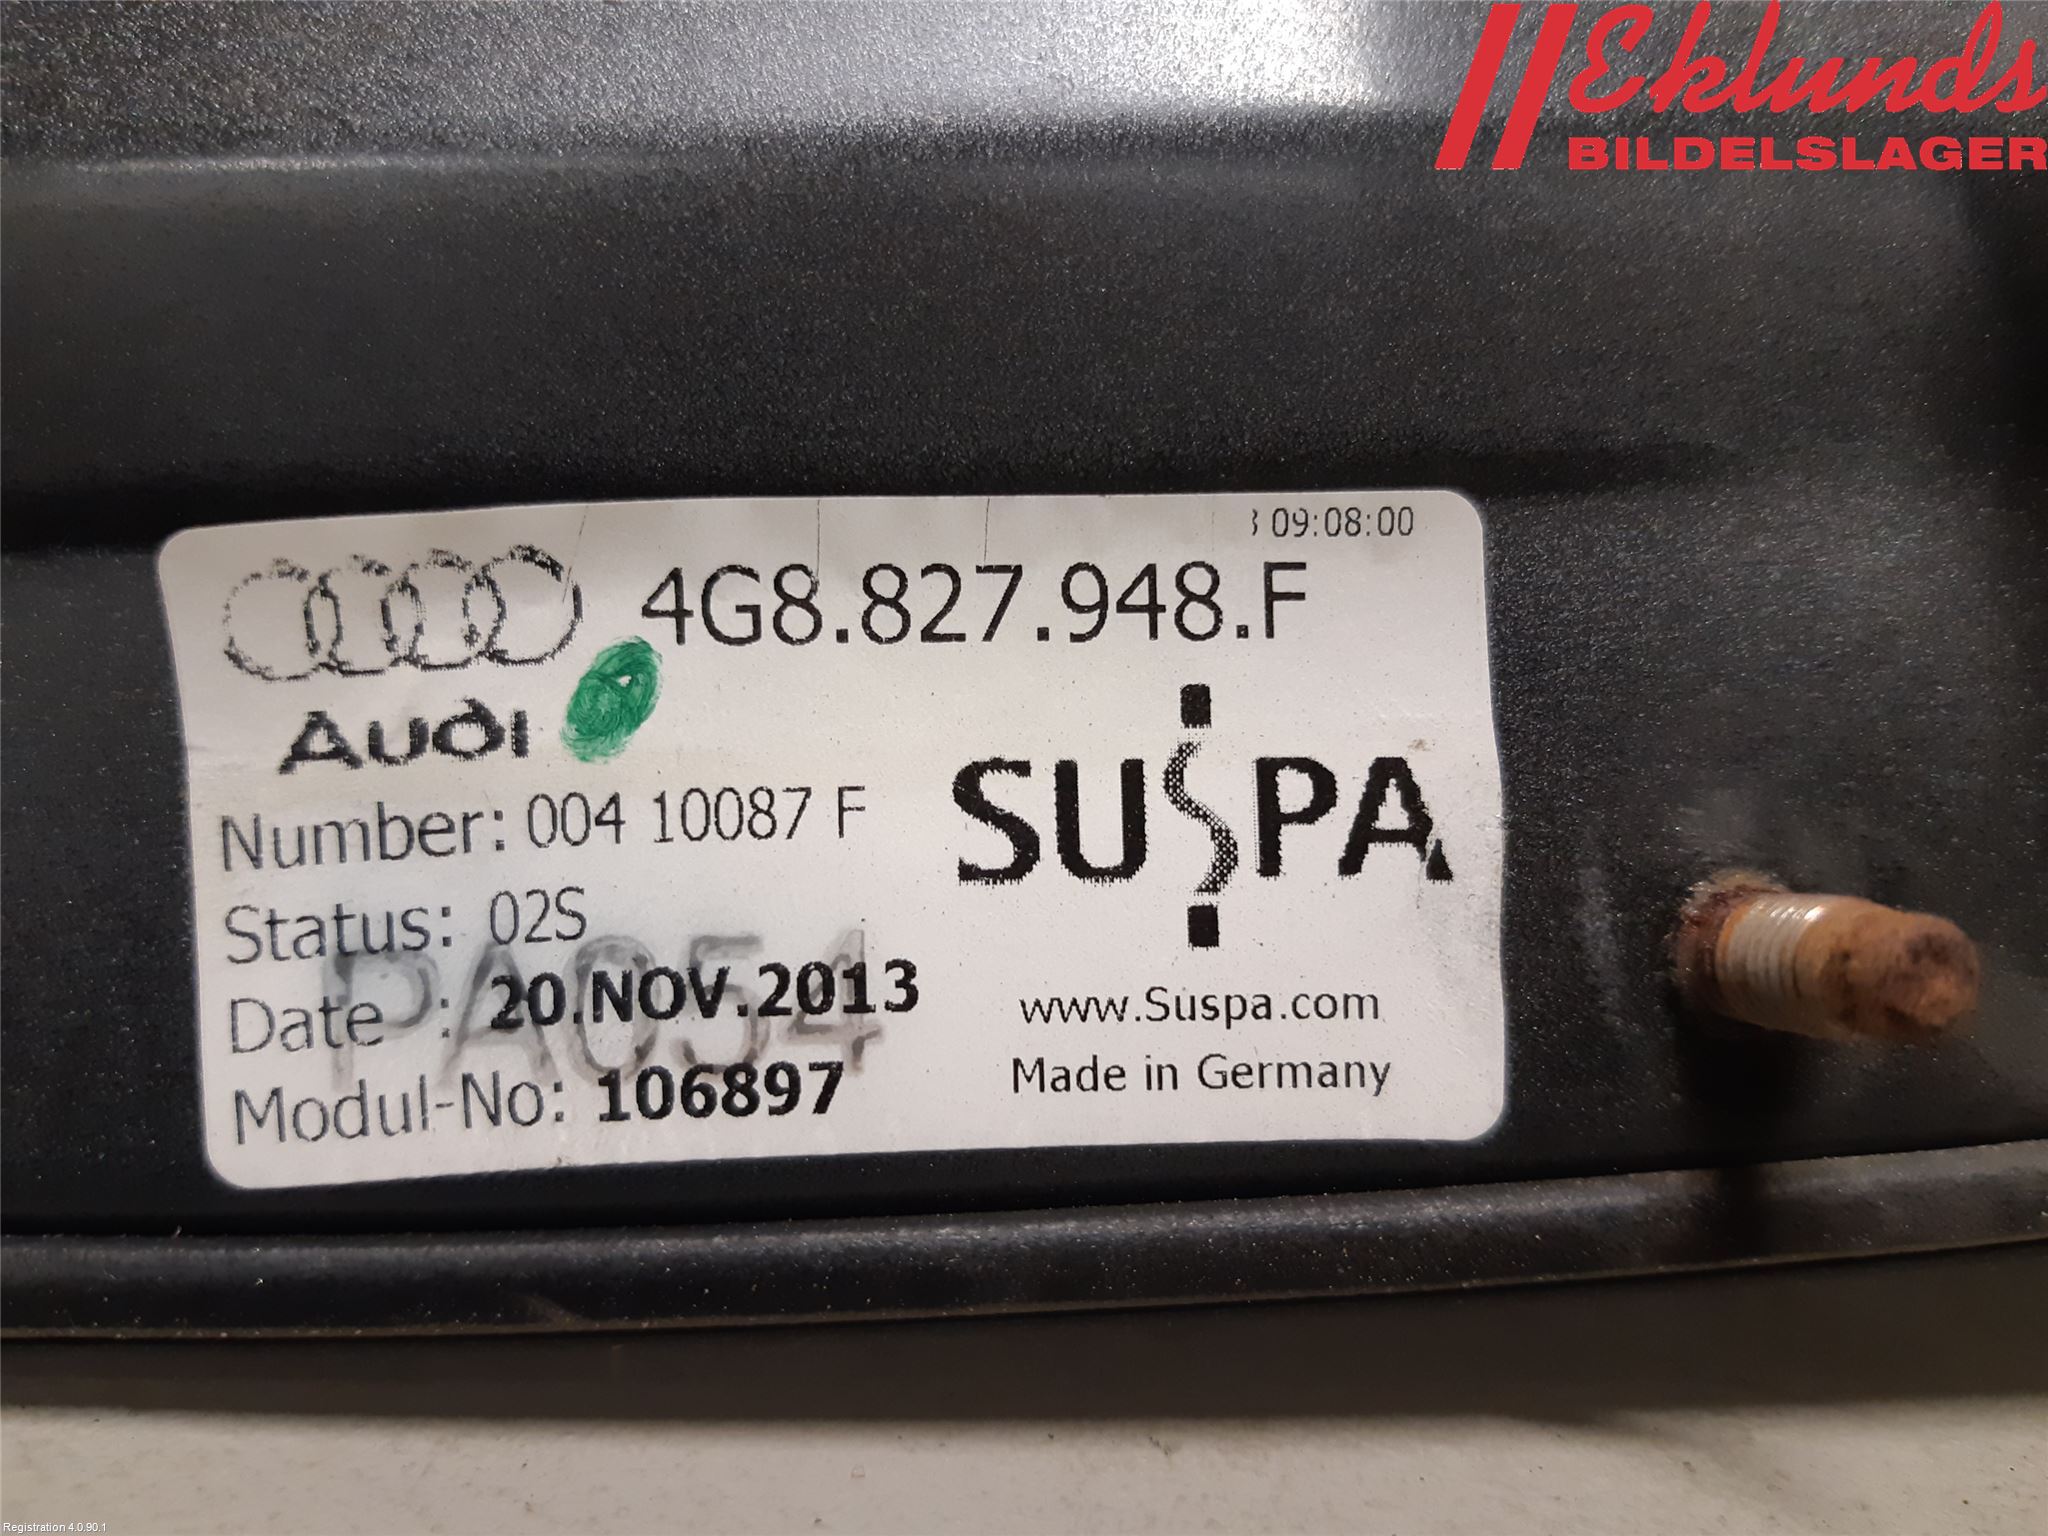 Eklunds
BILDELSLAGER
09:08:00
4G8.827.948.F
Audi
SUSPA
Number: 004 10087 F
Status: 02S
PA054
Date : 20.NOV.2013
Modul-No: 106897
www.Suspa.com
Made in Germany
Registration 4.0.90.1